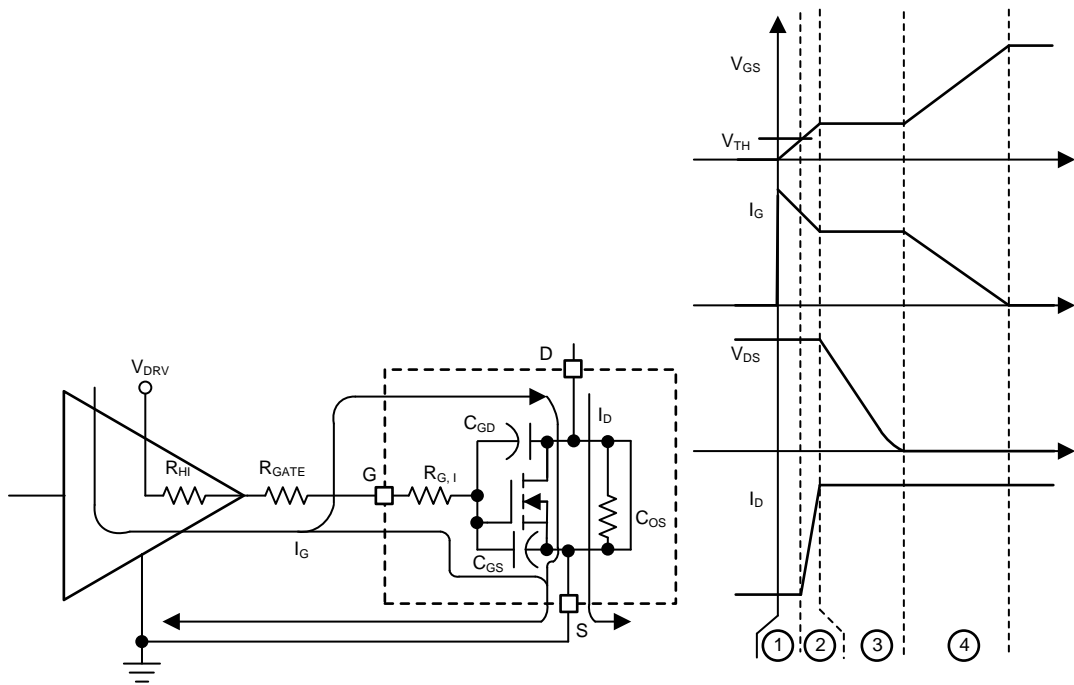 V_GS
V_TH
I_G
V_DS
I_D
1 2 3 4
V_DRV
R_HI
R_GATE
G
R_G, I
I_G
D
C_GD
I_D
C_OS
C_GS
S